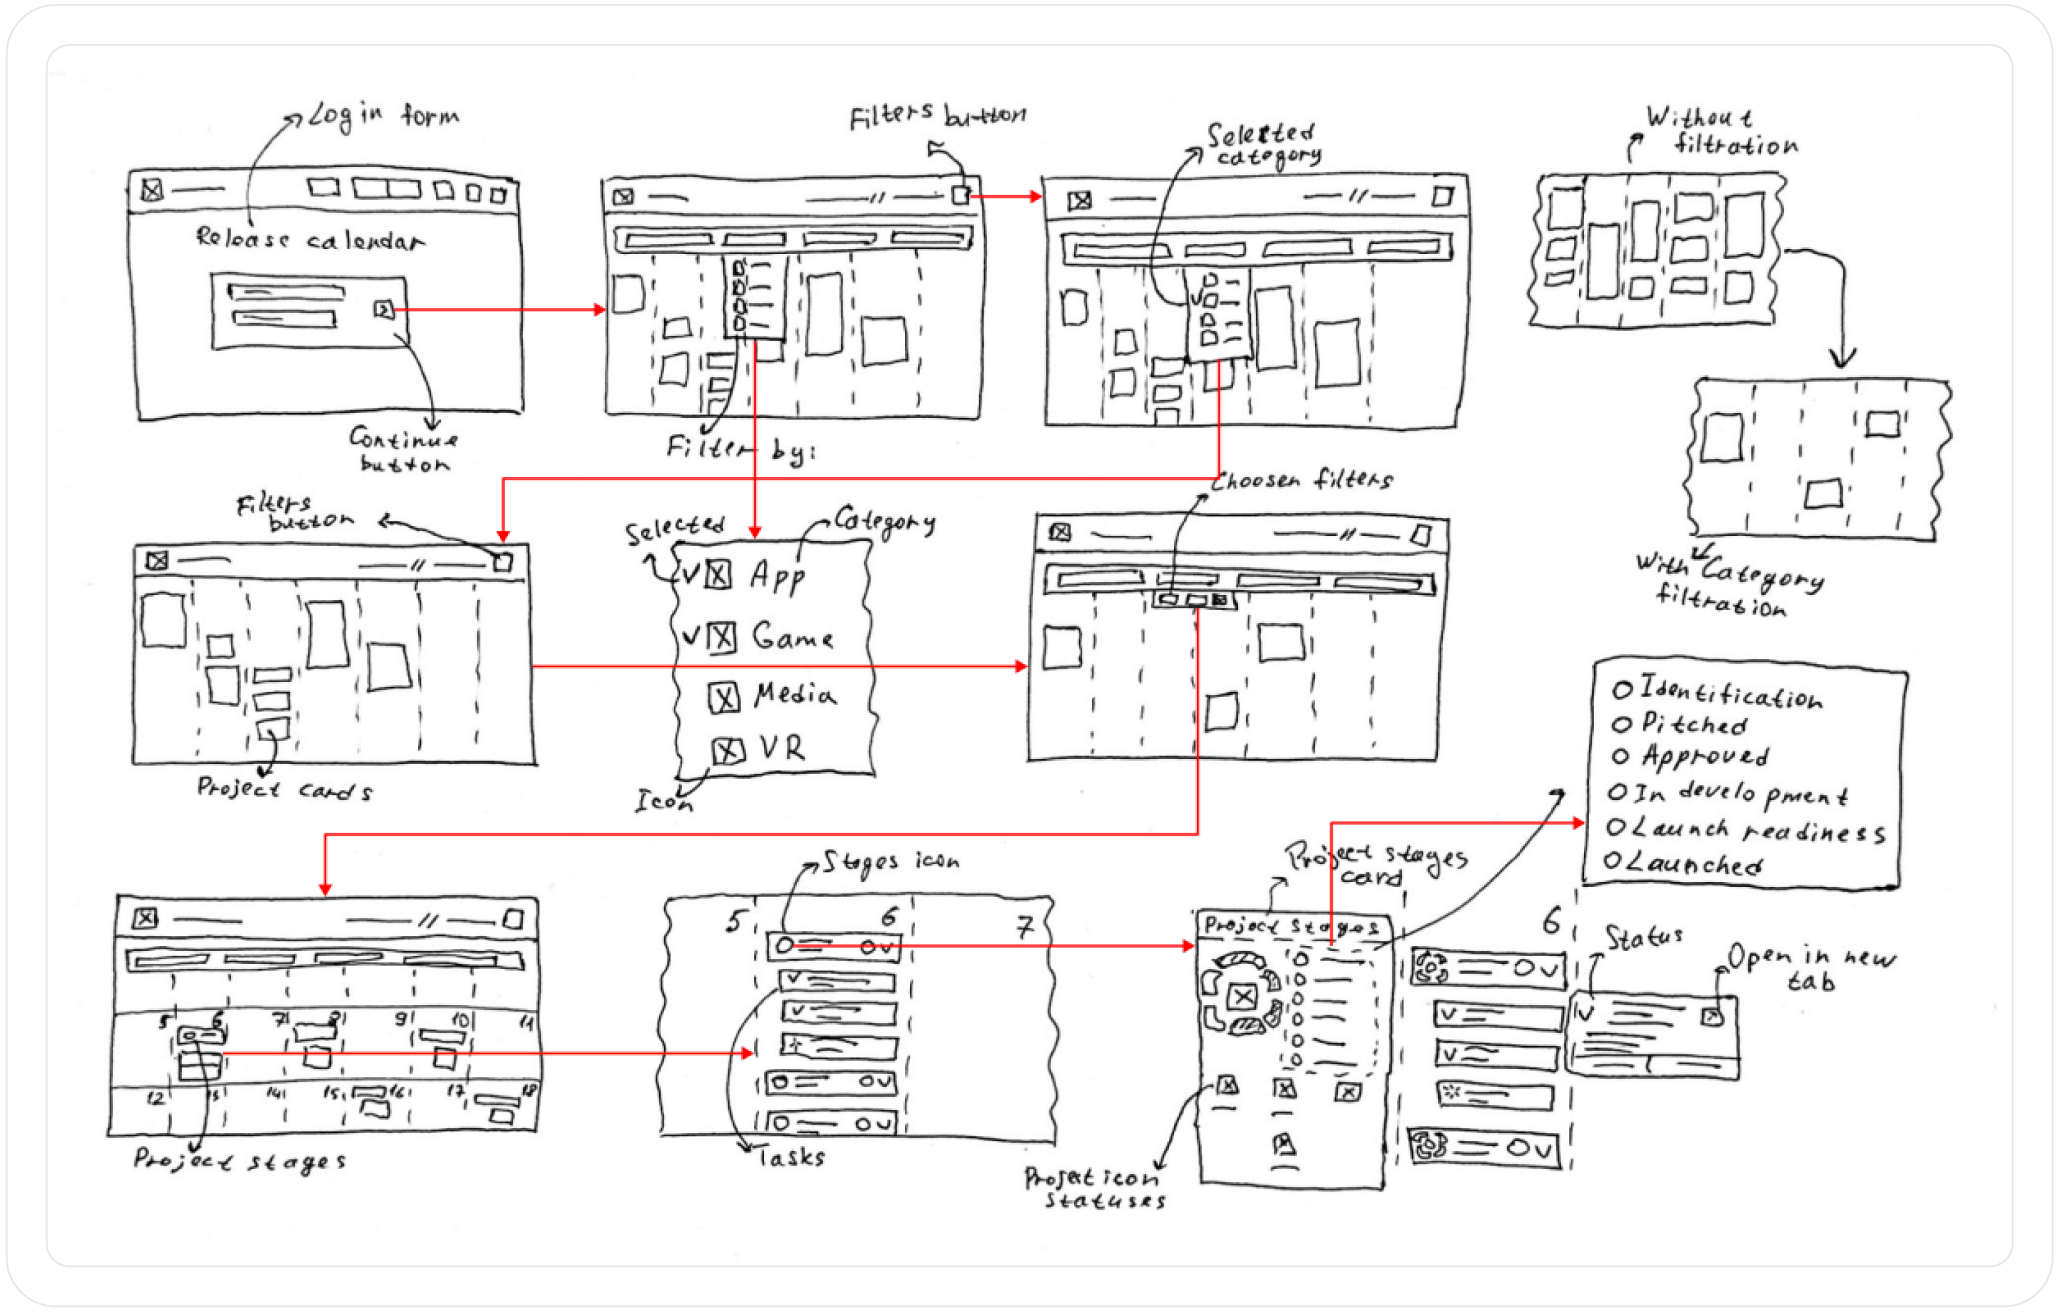 Login form
Filters button
Selected
category
Without
filtration
Release calendar
Continue
button
Filter by:
Filters
button
Selected
Category
Choosen filters
App
Game
Media
VR
Icon
Project cards
With Category
filtration
Identification
Pitched
Approved
In development
Launch readiness
Launched
Stages icon
Project stages
card
5
6
7
Project stages
6
Status
Open in new
tab
5
6
7
8
9
10
11
12
13
14
15
16
17
18
Project stages
Tasks
Project icon
statuses